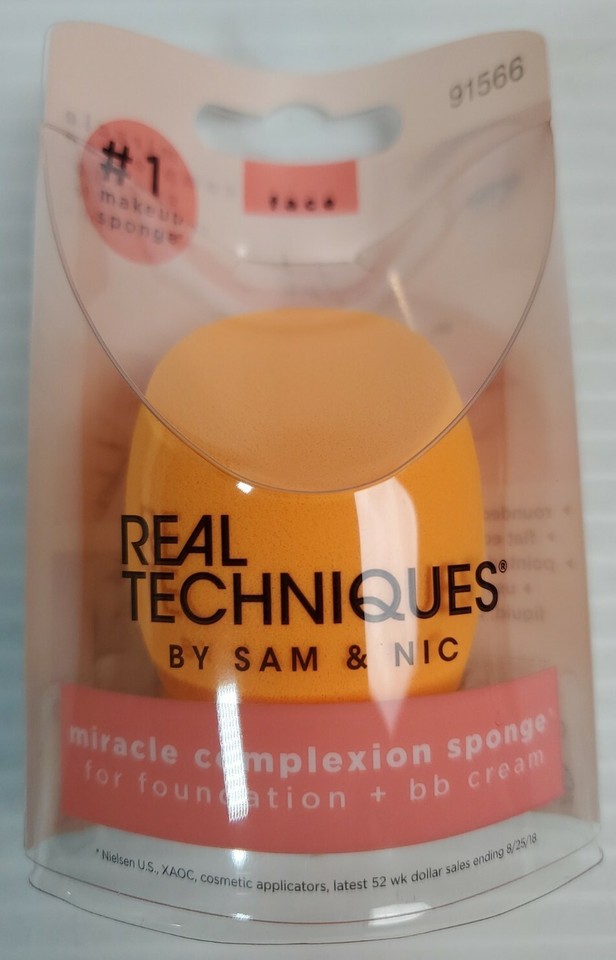 91566
#1
makeup
sponge*
face
REAL
TECHNIQUES®
BY SAM & NIC
miracle complexion sponge
for foundation + bb cream
* Nielsen U.S., XAOC, cosmetic applicators, latest 52 wk dollar sales ending 8/25/18